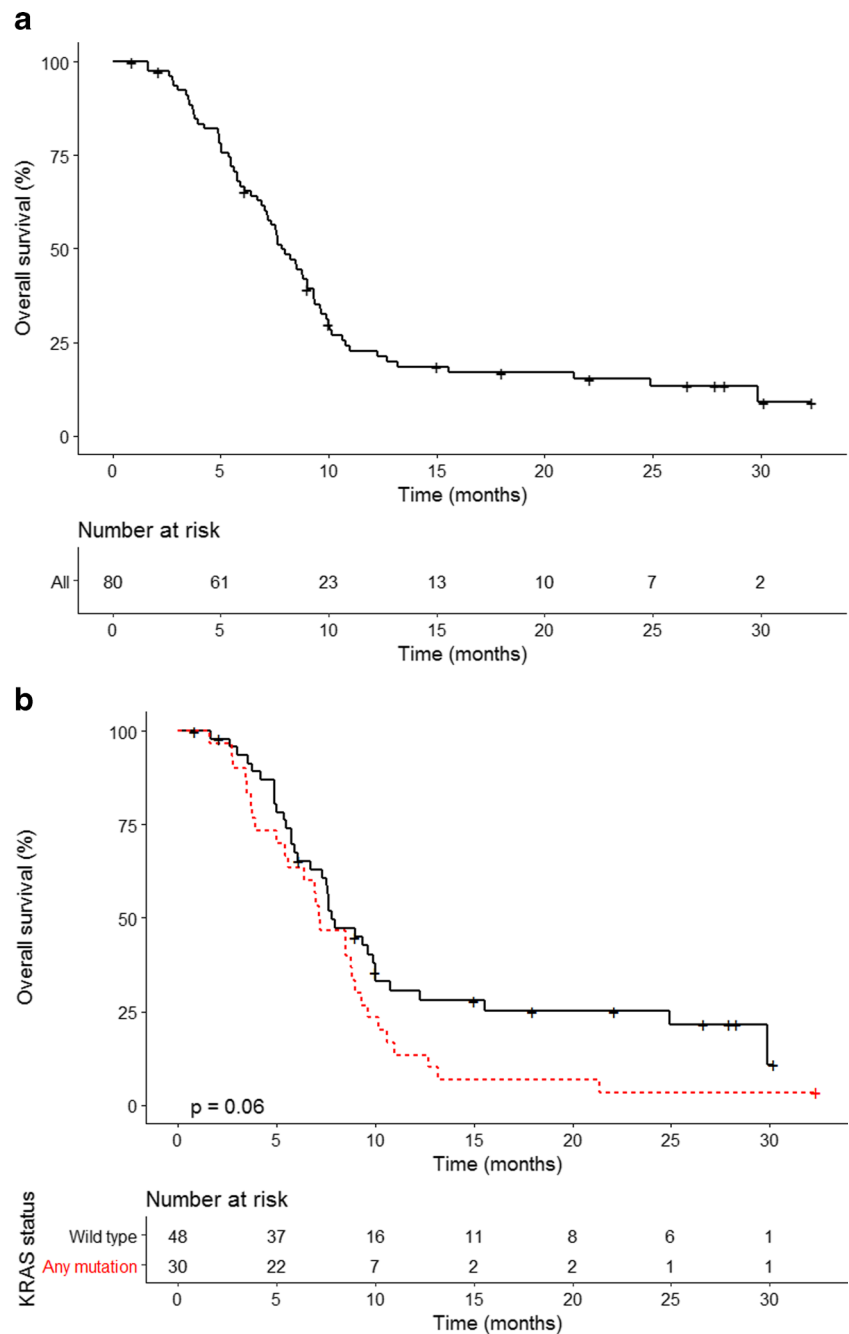 a
Overall survival (%)
100
75
50
25
0
0 5 10 15 20 25 30
Time (months)
Number at risk
All 80 61 23 13 10 7 2
0 5 10 15 20 25 30
Time (months)
b
Overall survival (%)
100
75
50
25
0
p = 0.06
0 5 10 15 20 25 30
Time (months)
KRAS status
Number at risk
Wild type 48 37 16 11 8 6 1
Any mutation 30 22 7 2 2 1 1
0 5 10 15 20 25 30
Time (months)